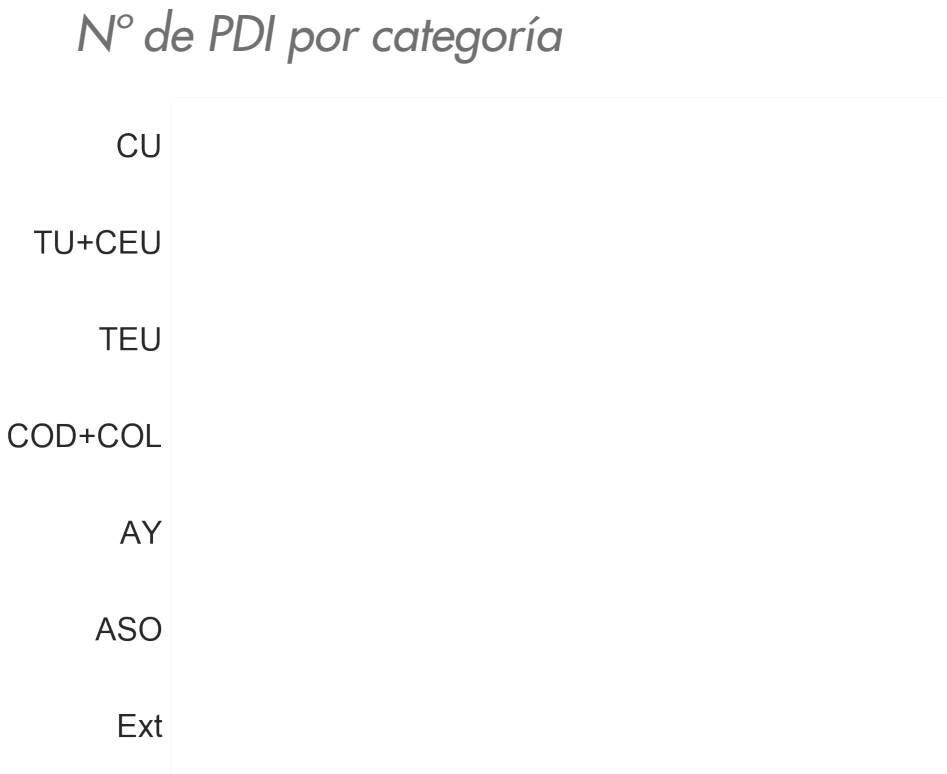 Nº de PDI por categoría
CU
TU+CEU
TEU
COD+COL
AY
ASO
Ext